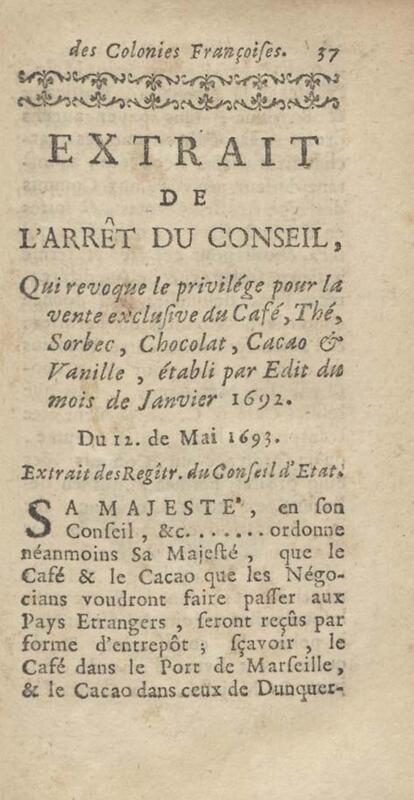 des Colonies Françoiſes. 37
EXTRAIT
DE
L'ARRÊT DU CONSEIL,
Qui revoque le privilége pour la
vente excluſive du Café, Thé,
Sorbec, Chocolat, Cacao &
Vanille, établi par Edit du
mois de Janvier 1692.
Du 12. de Mai 1693.
Extrait des Regîtr. du Conſeil d'Etat.
SA MAJESTÉ, en ſon
Conſeil, &c. . . . . . . ordonne
néanmoins Sa Majeſté, que le
Café & le Cacao que les Négo-
cians voudront faire paſſer aux
Pays Etrangers, ſeront reçûs par
forme d'entrepôt; ſçavoir, le
Café dans le Port de Marſeille,
& le Cacao dans ceux de Dunquer-